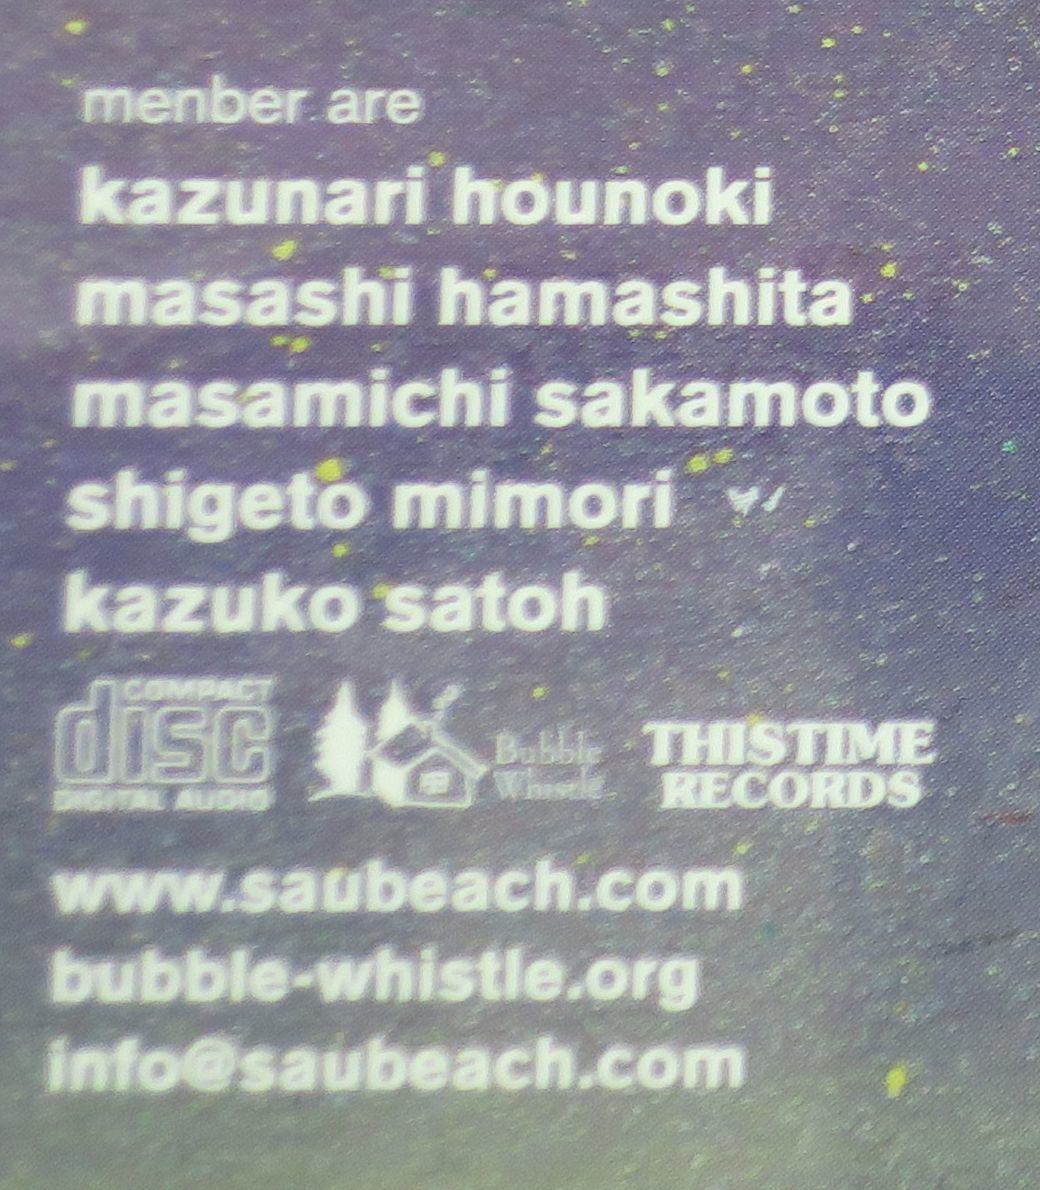 menber are
kazunari hounoki
masashi hamashita
masamichi sakamoto
shigeto mimori
kazuko satoh
COMPACT
disc
DIGITAL AUDIO
Bubble
Whistle
THISTIME
RECORDS
www.saubeach.com
bubble-whistle.org
info@saubeach.com